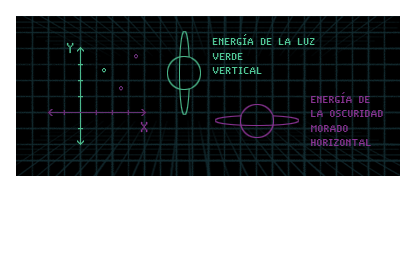 Y
ENERGÍA DE LA LUZ
VERDE
VERTICAL
X
ENERGÍA DE
LA OSCURIDAD
MORADO
HORIZONTAL